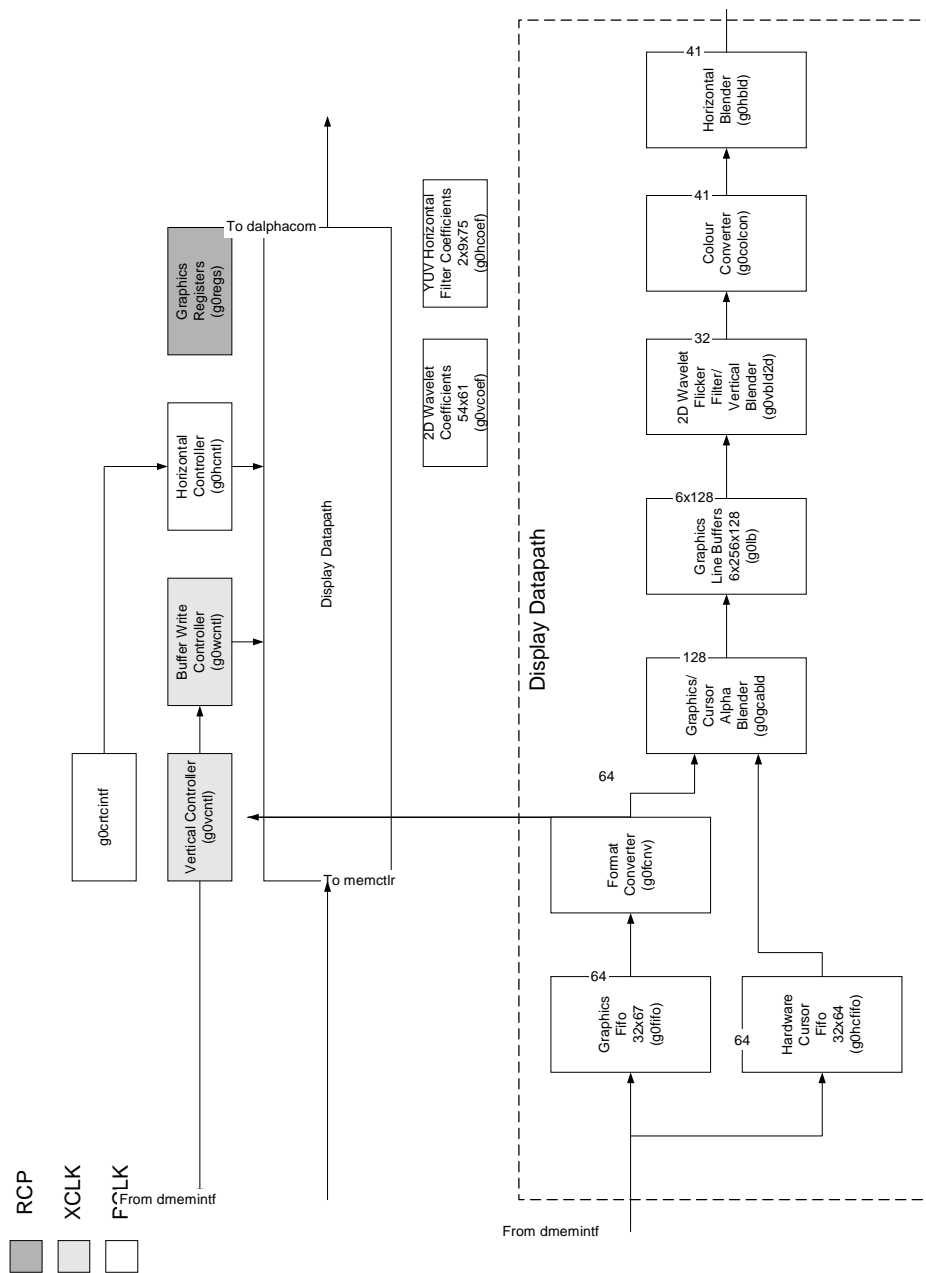 RCP
XCLK
From dmemintf
g0crtcintf
Vertical Controller
(g0vcntl)
Buffer Write
Controller
(g0wcntl)
Horizontal
Controller
(g0hcntl)
Graphics
Registers
(g0regs)
To memctlr
Display Datapath
To dalphacom
2D Wavelet
Coefficients
54x61
(g0vcoef)
YUV Horizontal
Filter Coefficients
2x9x75
(g0hcoef)
Display Datapath
From dmemintf
Graphics
Fifo
32x67
(g0fifo)
64
Hardware
Cursor
Fifo
32x64
(g0hcfifo)
64
Format
Converter
(g0fcnv)
64
Graphics/
Cursor
Alpha
Blender
(g0gcabld)
128
Graphics
Line Buffers
6x256x128
(g0lb)
6x128
2D Wavelet
Flicker
Filter/
Vertical
Blender
(g0vbld2d)
32
Colour
Converter
(g0colcon)
41
Horizontal
Blender
(g0hbld)
41